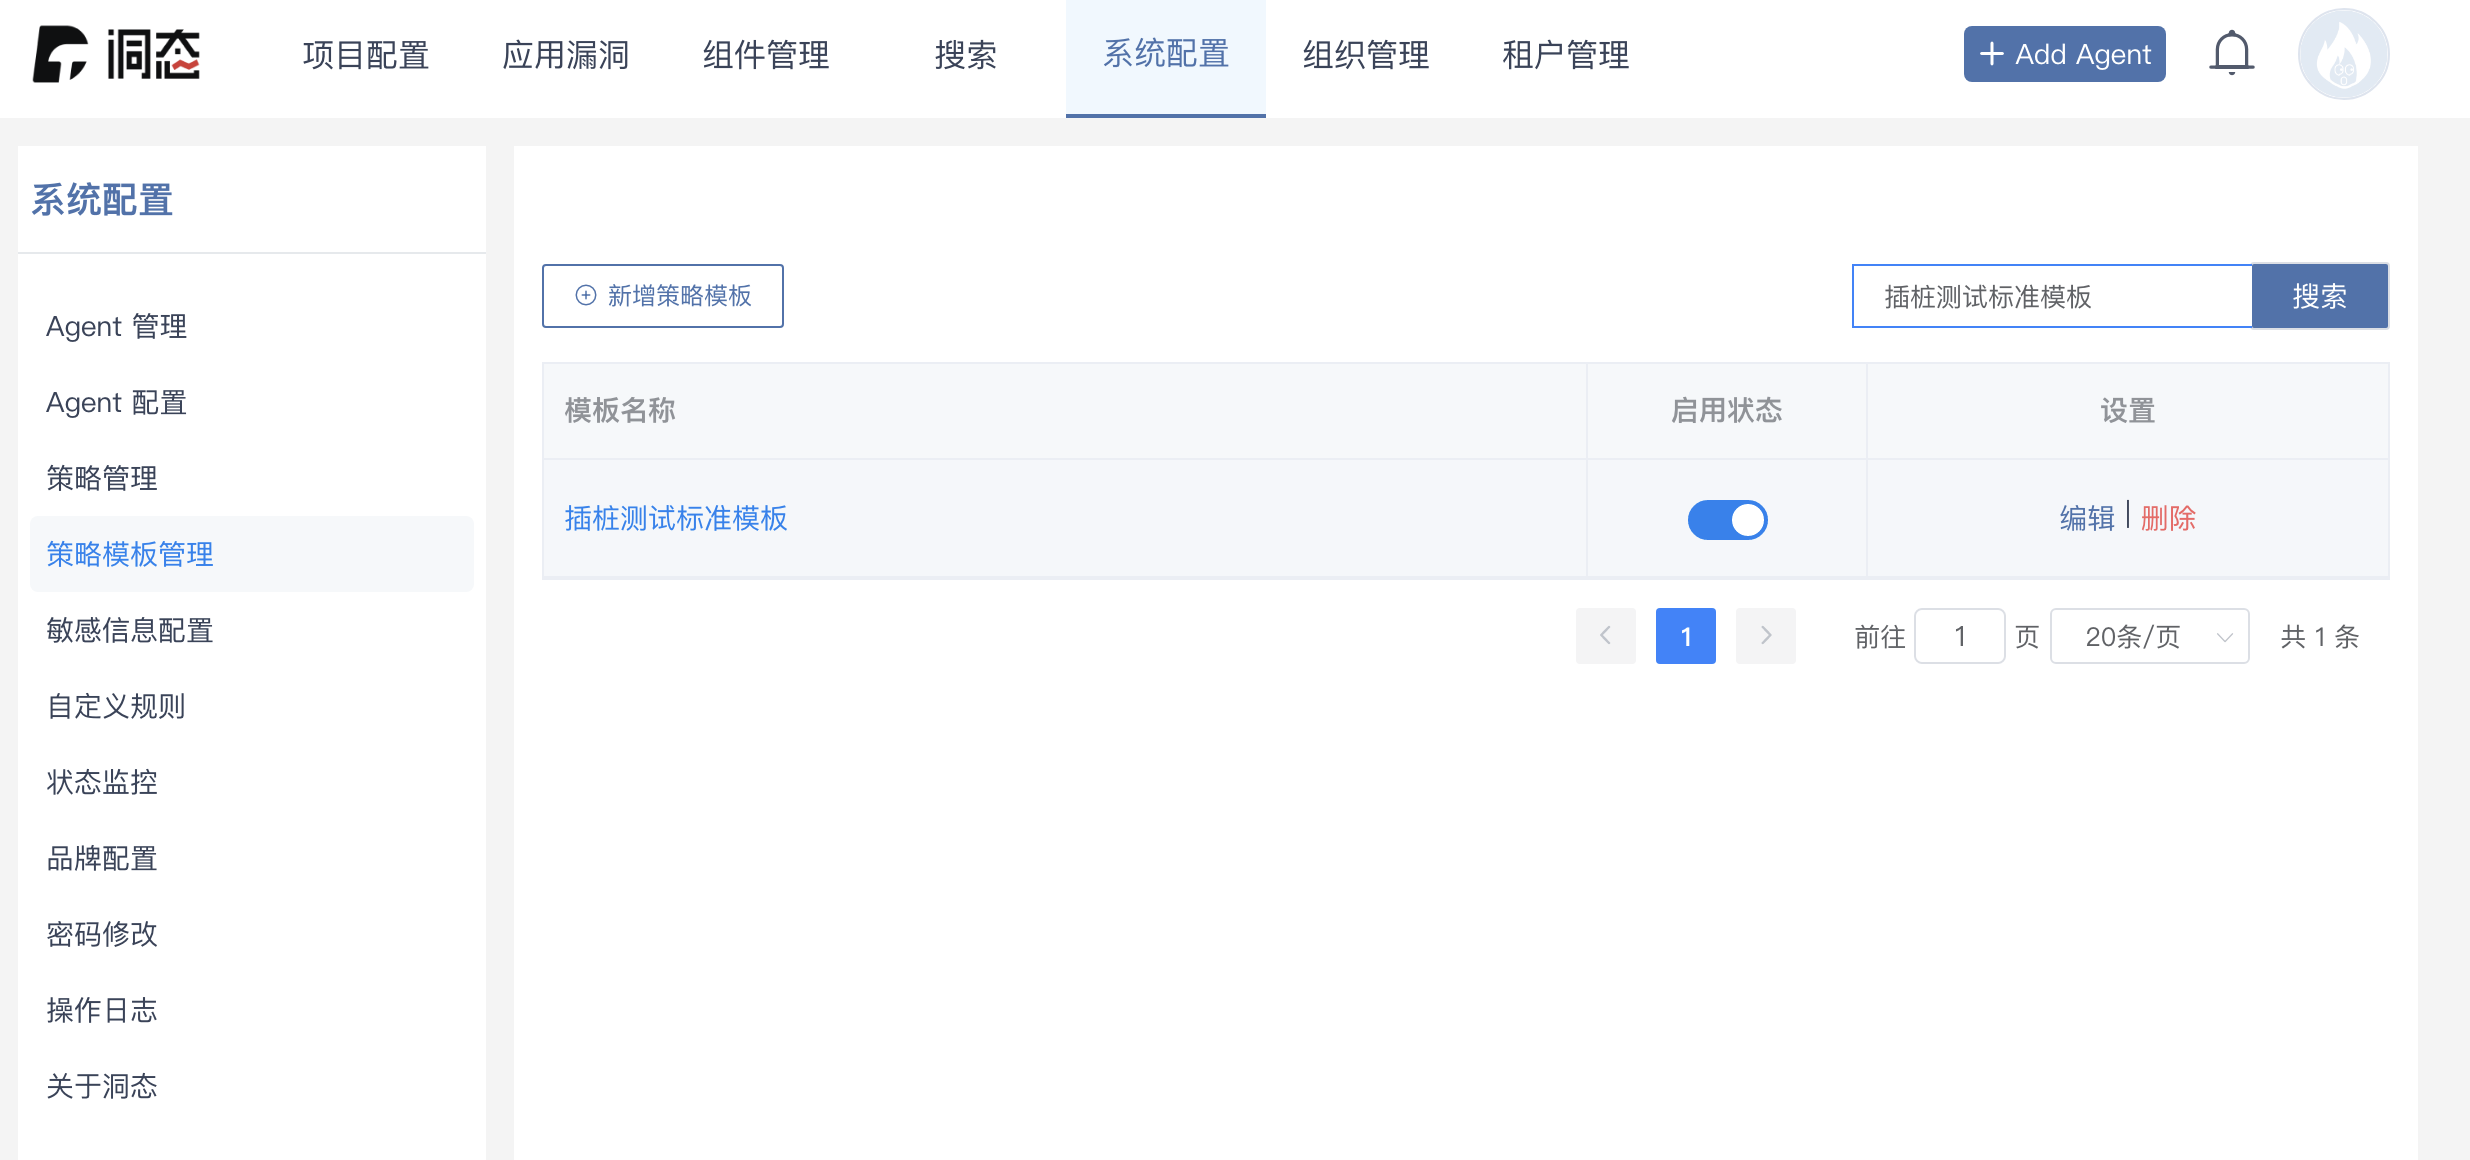 洞态
项目配置 应用漏洞 组件管理 搜索 系统配置 组织管理 租户管理 + Add Agent
系统配置
Agent 管理
Agent 配置
策略管理
策略模板管理
敏感信息配置
自定义规则
状态监控
品牌配置
密码修改
操作日志
关于洞态
新增策略模板
插桩测试标准模板 搜索
模板名称 启用状态 设置
插桩测试标准模板 编辑 删除
1 前往 1 页 20条/页 共 1 条